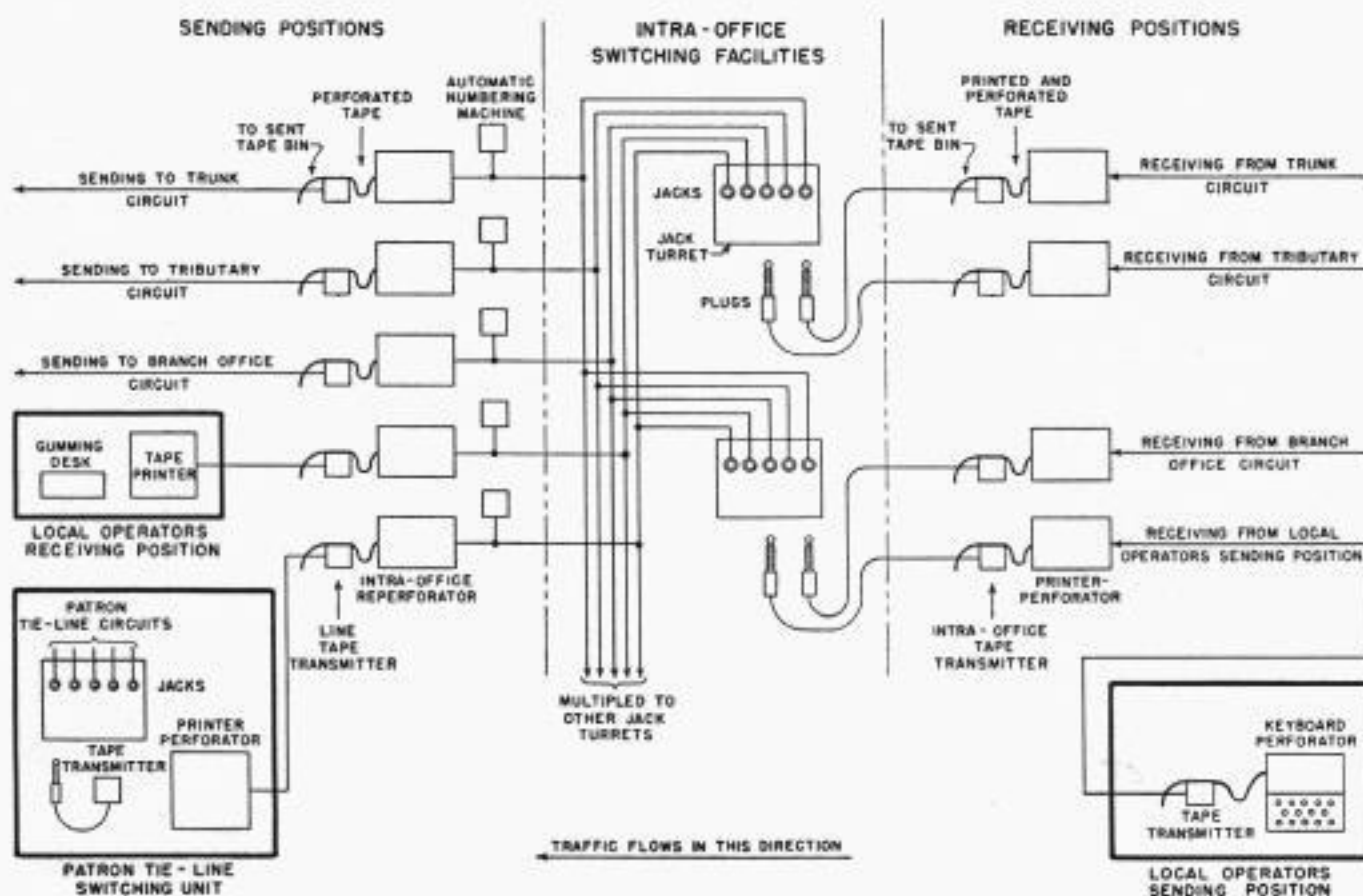 SENDING POSITIONS
INTRA-OFFICE
SWITCHING FACILITIES
RECEIVING POSITIONS
AUTOMATIC
NUMBERING
MACHINE
PERFORATED
TAPE
TO SENT
TAPE BIN
SENDING TO TRUNK
CIRCUIT
SENDING TO TRIBUTARY
CIRCUIT
SENDING TO BRANCH OFFICE
CIRCUIT
GUMMING
DESK
TAPE
PRINTER
LOCAL OPERATORS
RECEIVING POSITION
INTRA-OFFICE
REPERFORATOR
LINE
TAPE
TRANSMITTER
PATRON
TIE-LINE CIRCUITS
JACKS
PRINTER
PERFORATOR
TAPE
TRANSMITTER
PATRON TIE-LINE
SWITCHING UNIT
JACKS
JACK
TURRET
PLUGS
MULTIPLED TO
OTHER JACK
TURRETS
TRAFFIC FLOWS IN THIS DIRECTION
PRINTED AND
PERFORATED
TAPE
TO SENT
TAPE BIN
RECEIVING FROM TRUNK
CIRCUIT
RECEIVING FROM TRIBUTARY
CIRCUIT
RECEIVING FROM BRANCH
OFFICE CIRCUIT
RECEIVING FROM LOCAL
OPERATORS SENDING POSITION
PRINTER-
PERFORATOR
INTRA-OFFICE
TAPE
TRANSMITTER
KEYBOARD
PERFORATOR
TAPE
TRANSMITTER
LOCAL OPERATORS
SENDING POSITION